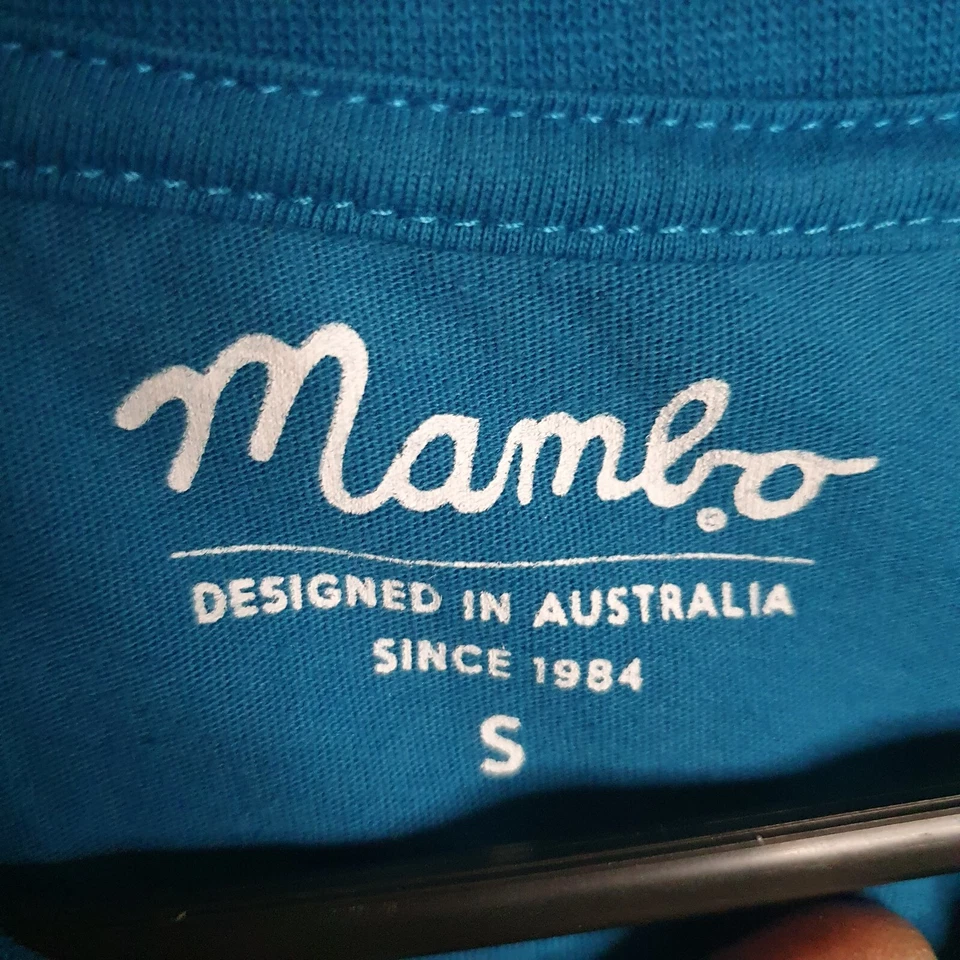 Mambo
DESIGNED IN AUSTRALIA
SINCE 1984
S